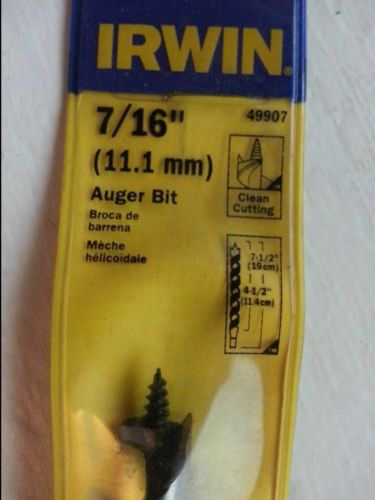 IRWIN®
7/16"
49907
(11.1 mm)
Auger Bit
Broca de
barrena
Mèche
hélicoïdale
Clean
Cutting
7-1/2"
(19cm)
4-1/2"
(11.4cm)